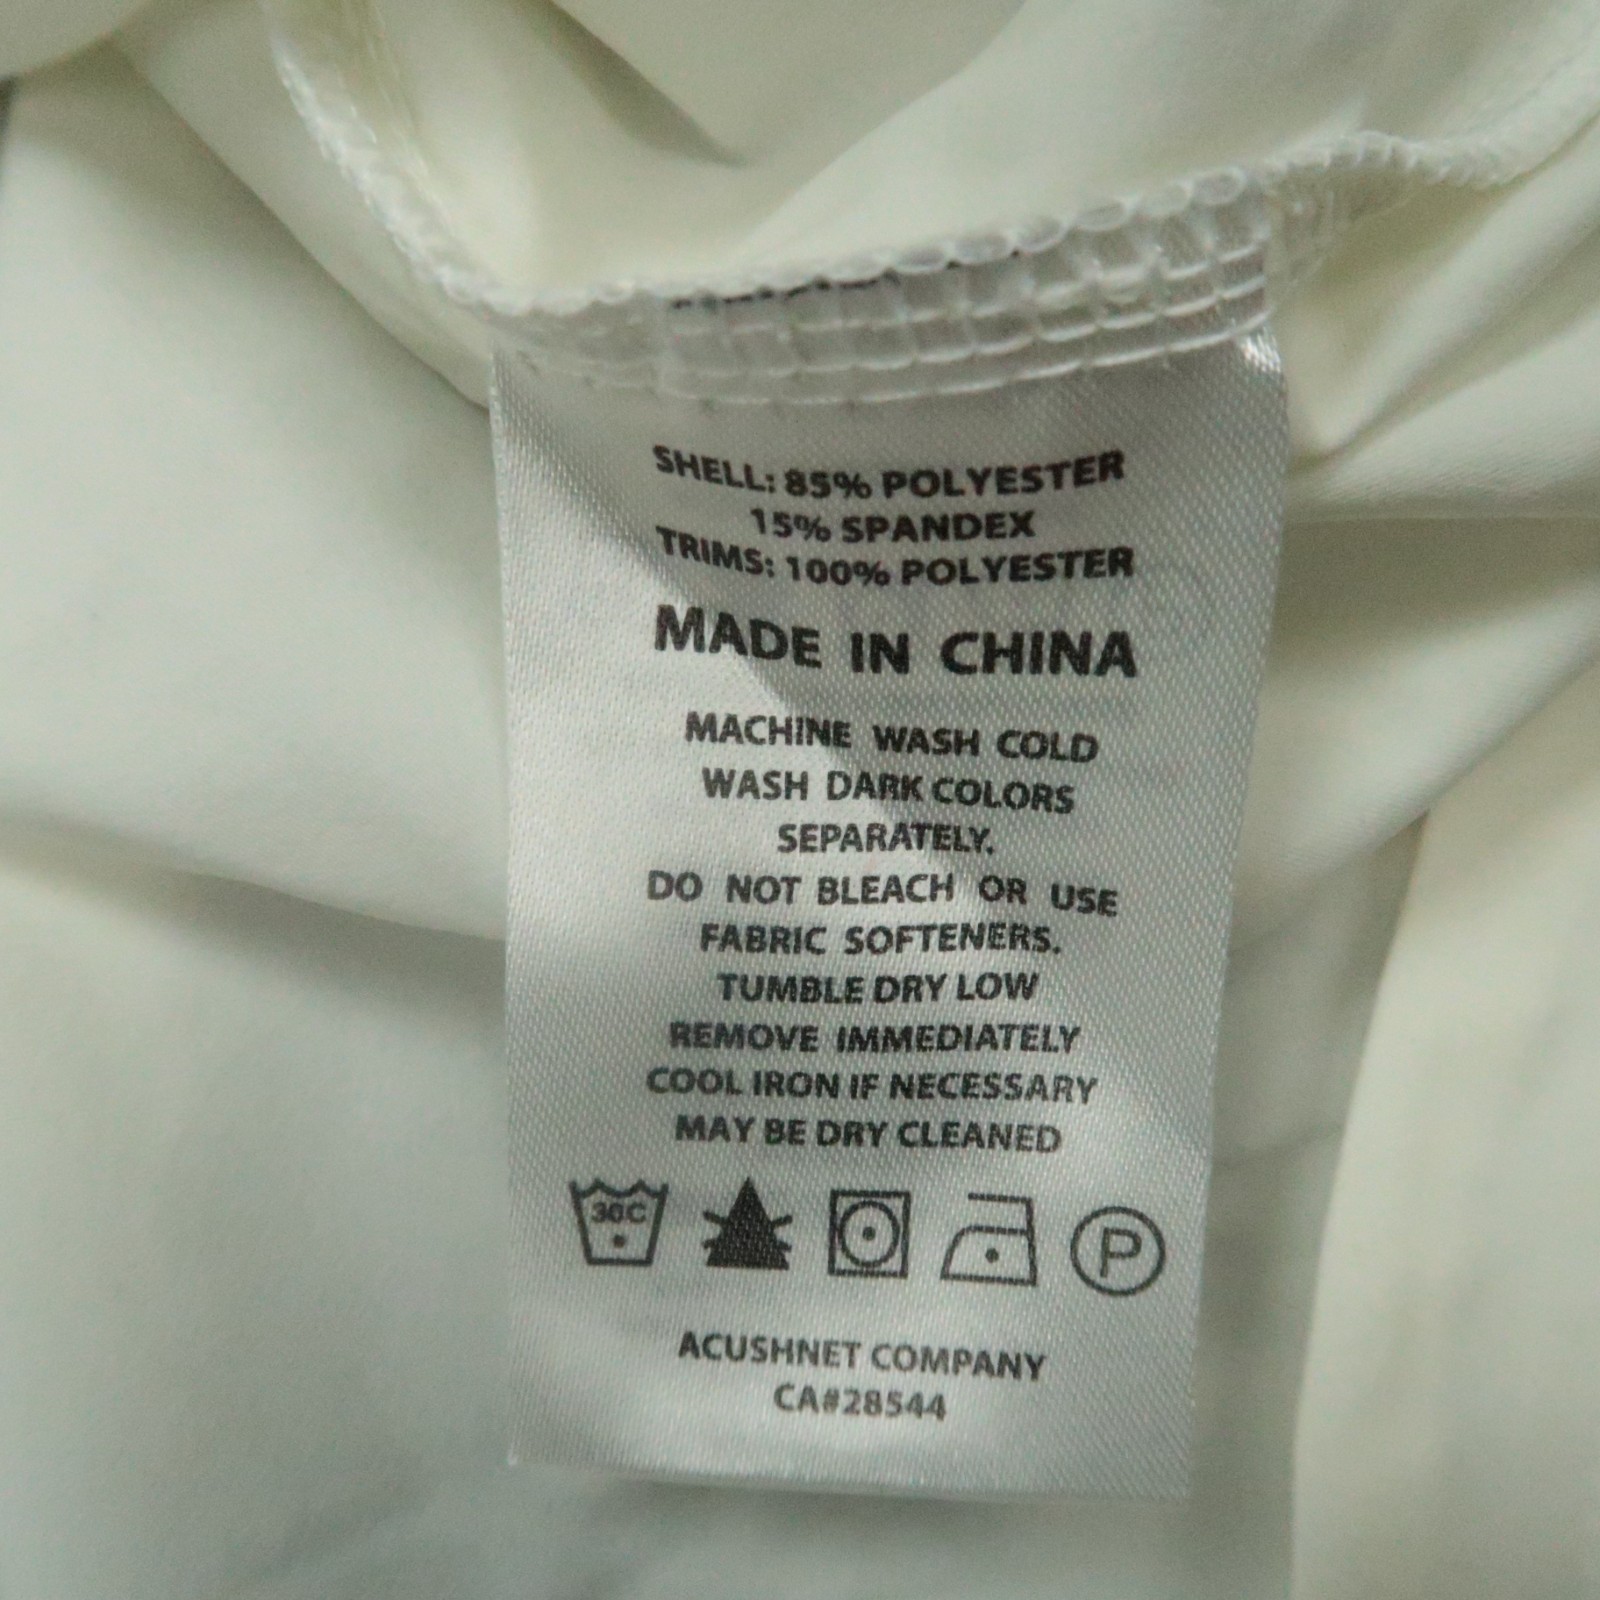 SHELL: 85% POLYESTER
15% SPANDEX
TRIMS: 100% POLYESTER
MADE IN CHINA
MACHINE WASH COLD
WASH DARK COLORS
SEPARATELY.
DO NOT BLEACH OR USE
FABRIC SOFTENERS.
TUMBLE DRY LOW
REMOVE IMMEDIATELY
COOL IRON IF NECESSARY
MAY BE DRY CLEANED
30C
P
ACUSHNET COMPANY
CA#28544